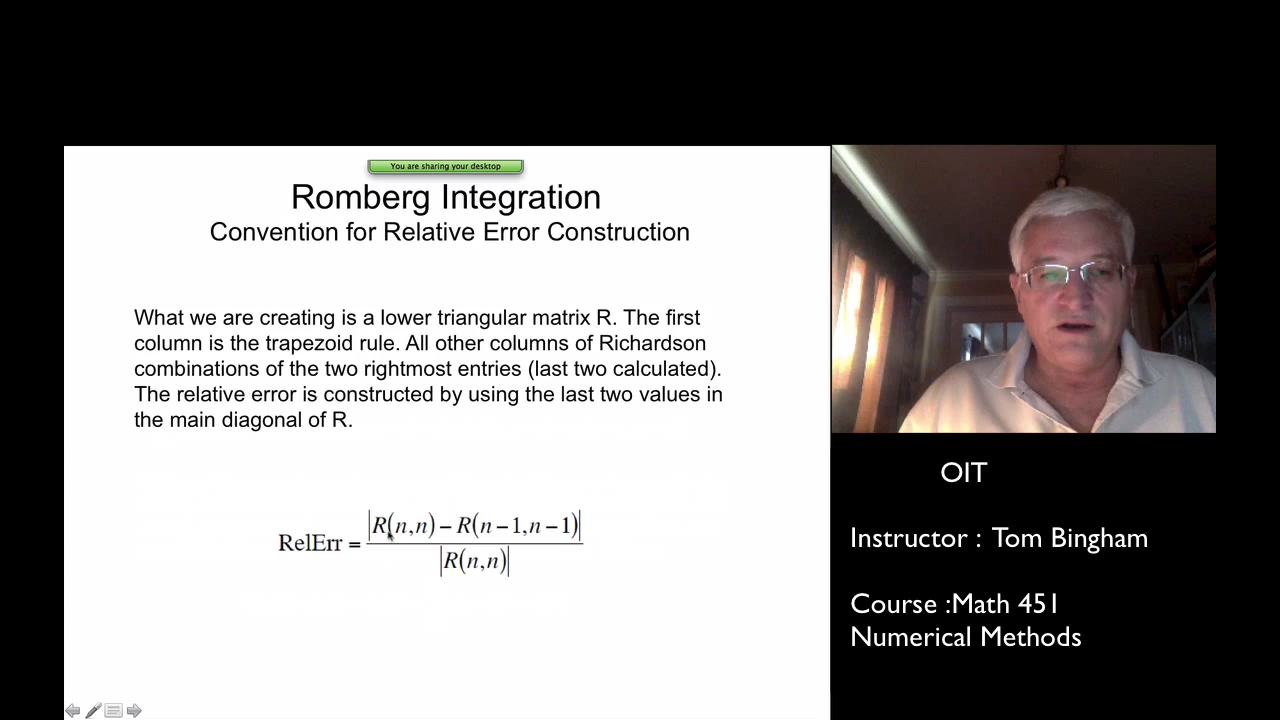 You are sharing your desktop
Romberg Integration
Convention for Relative Error Construction
What we are creating is a lower triangular matrix R. The first
column is the trapezoid rule. All other columns of Richardson
combinations of the two rightmost entries (last two calculated).
The relative error is constructed by using the last two values in
the main diagonal of R.
RelErr = |R(n,n) − R(n−1,n−1)| / |R(n,n)|
OIT
Instructor : Tom Bingham
Course :Math 451
Numerical Methods